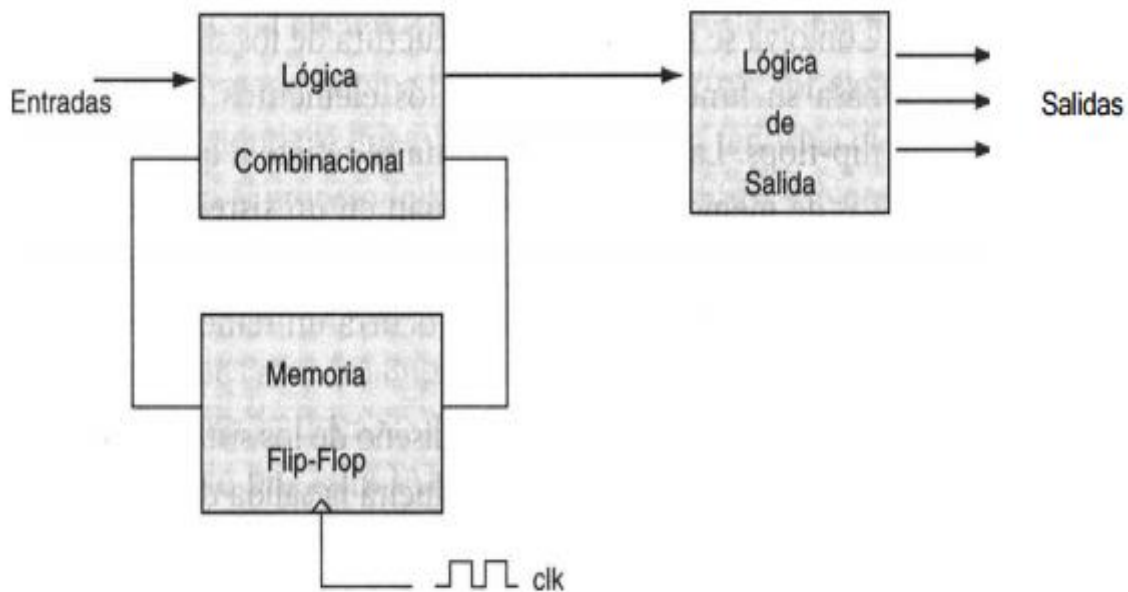 Entradas
Lógica
Combinacional
Lógica
de
Salida
Salidas
Memoria
Flip-Flop
clk